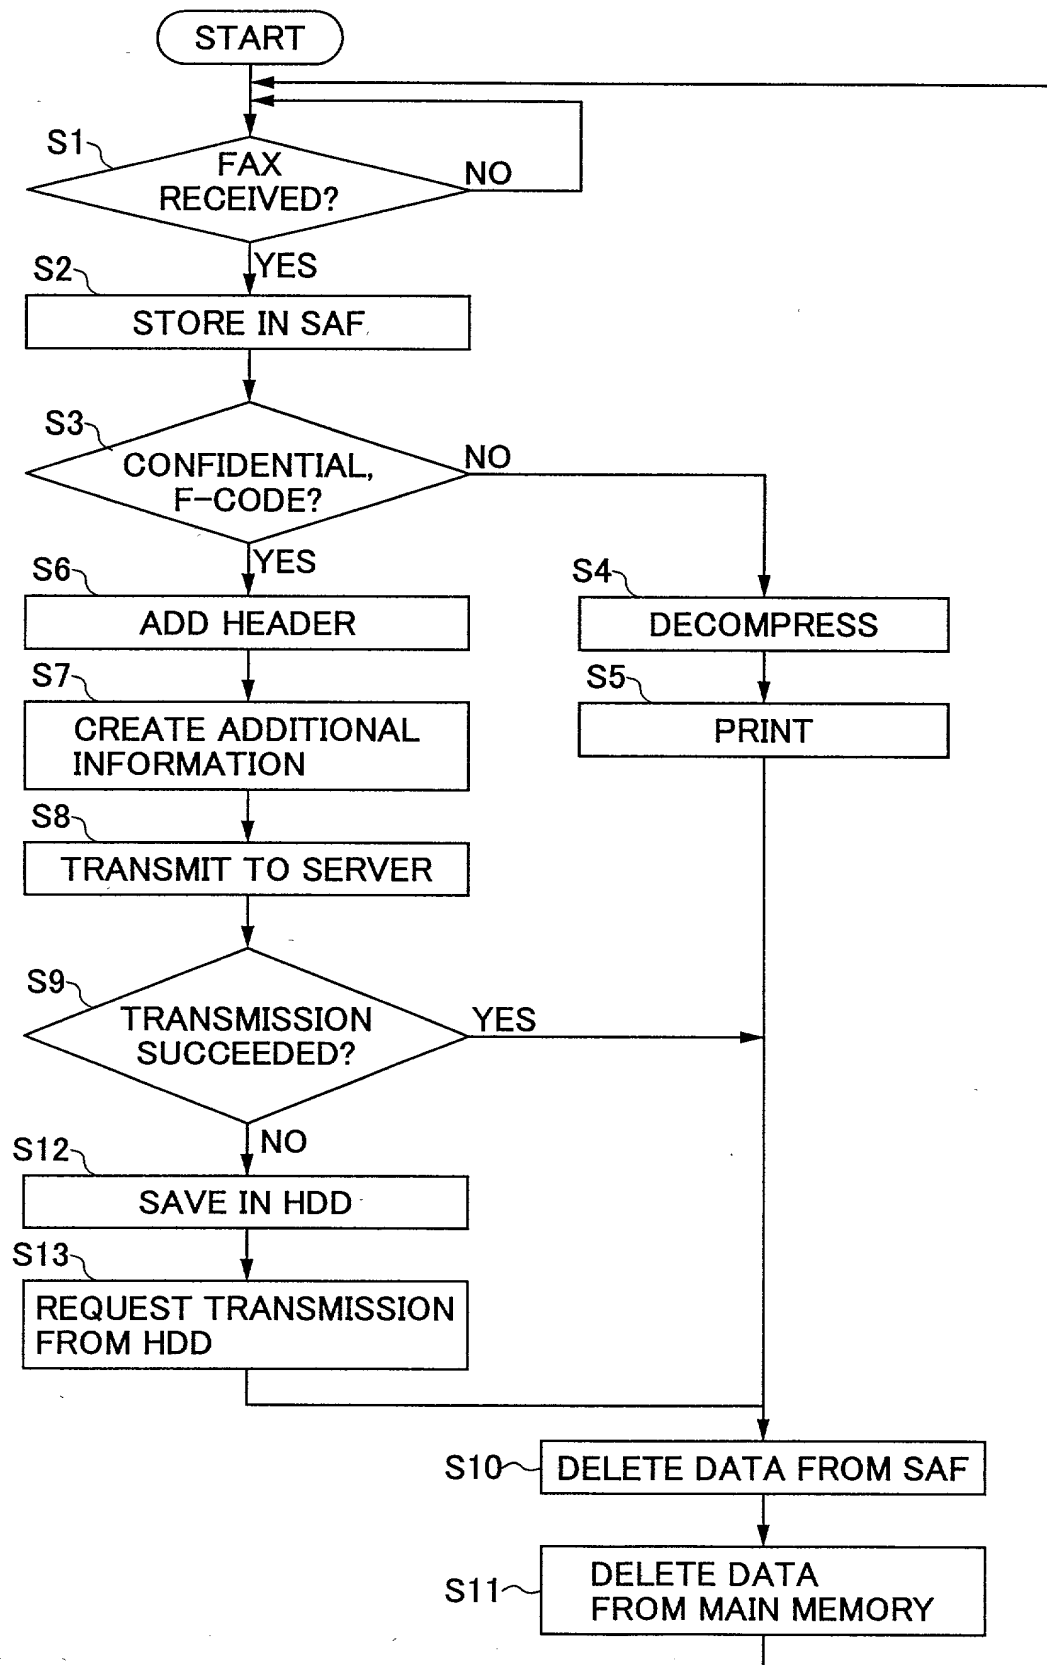 START
S1
FAX
RECEIVED?
NO
YES
S2
STORE IN SAF
S3
CONFIDENTIAL,
F-CODE?
NO
YES
S6
ADD HEADER
S4
DECOMPRESS
S7
CREATE ADDITIONAL
INFORMATION
S5
PRINT
S8
TRANSMIT TO SERVER
S9
TRANSMISSION
SUCCEEDED?
YES
NO
S12
SAVE IN HDD
S13
REQUEST TRANSMISSION
FROM HDD
S10
DELETE DATA FROM SAF
S11
DELETE DATA
FROM MAIN MEMORY